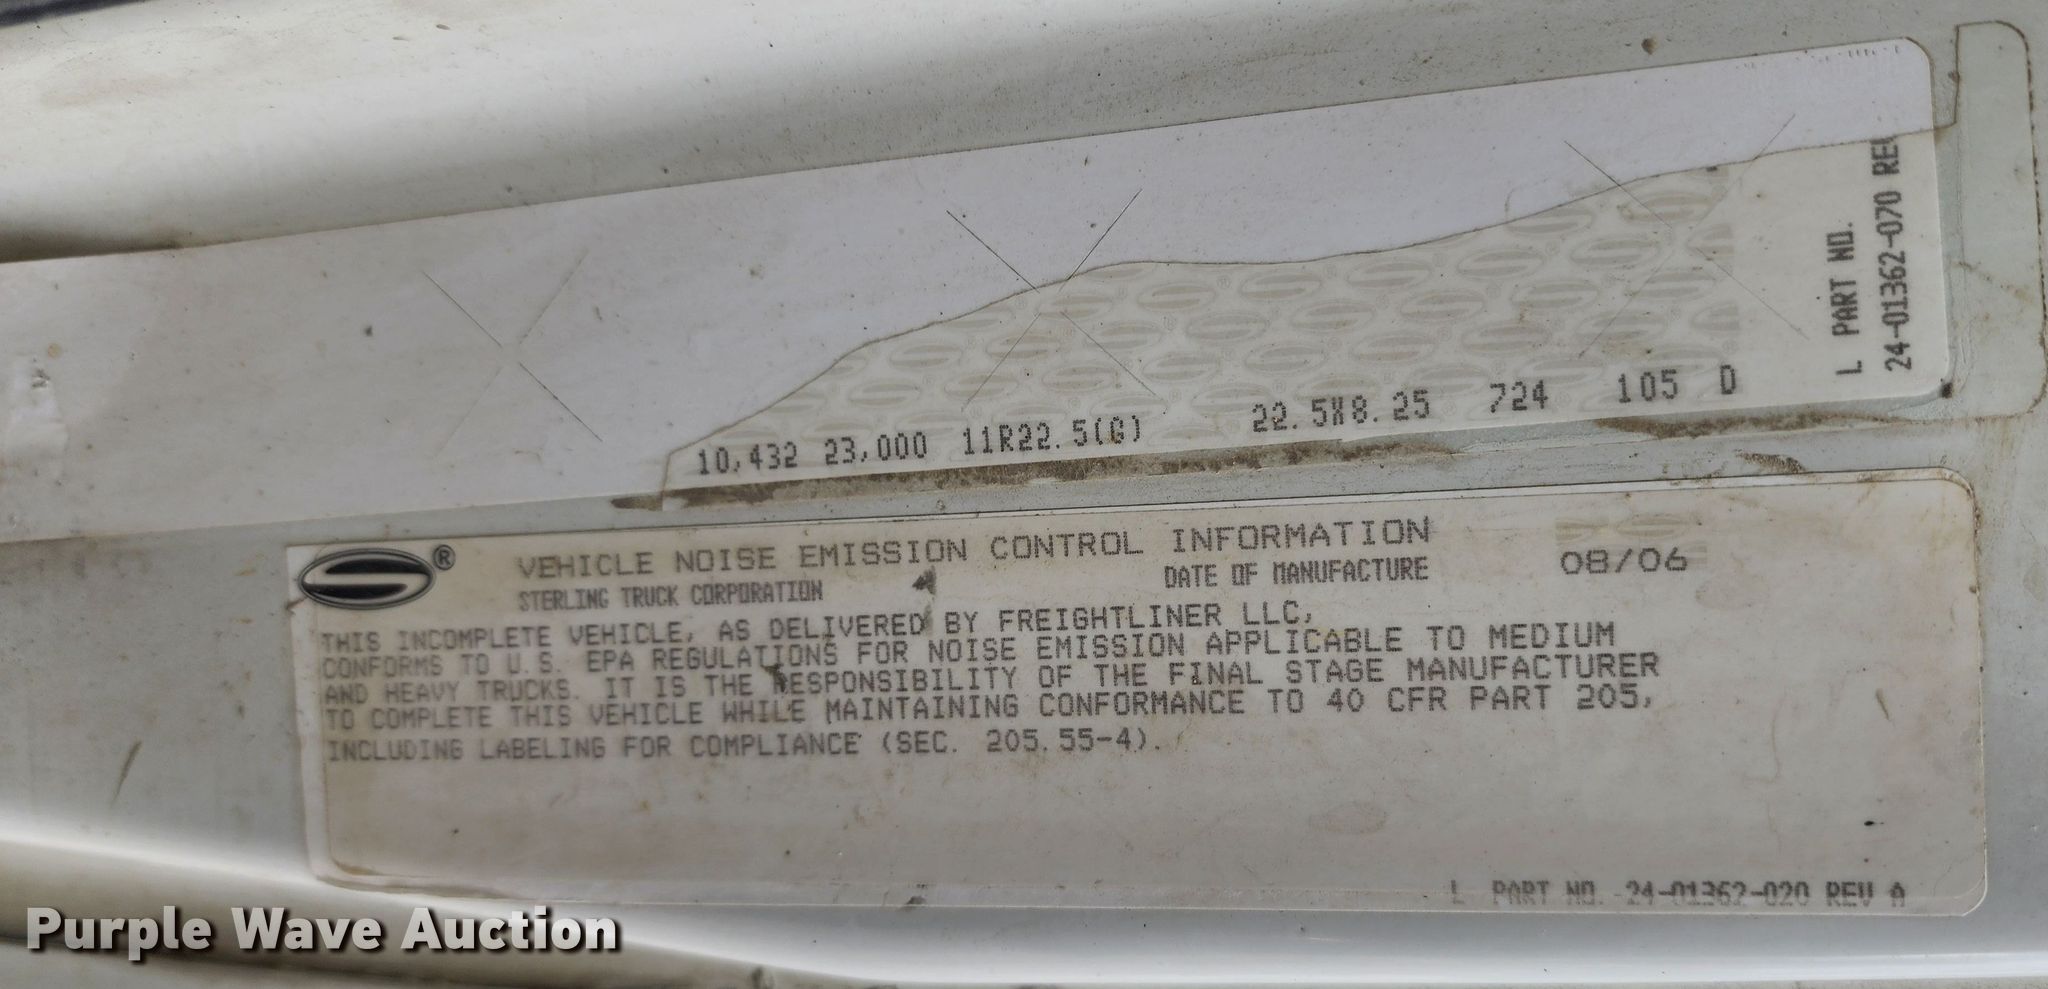 L PART NO.
24-01362-070 REV
10,432 23,000 11R22.5(G) 22.5X8.25 724 105 D
® VEHICLE NOISE EMISSION CONTROL INFORMATION
STERLING TRUCK CORPORATION DATE OF MANUFACTURE 08/06
THIS INCOMPLETE VEHICLE, AS DELIVERED BY FREIGHTLINER LLC,
CONFORMS TO U.S. EPA REGULATIONS FOR NOISE EMISSION APPLICABLE TO MEDIUM
AND HEAVY TRUCKS. IT IS THE RESPONSIBILITY OF THE FINAL STAGE MANUFACTURER
TO COMPLETE THIS VEHICLE WHILE MAINTAINING CONFORMANCE TO 40 CFR PART 205,
INCLUDING LABELING FOR COMPLIANCE (SEC. 205.55-4).
L PART NO. 24-01362-020 REV A
Purple Wave Auction